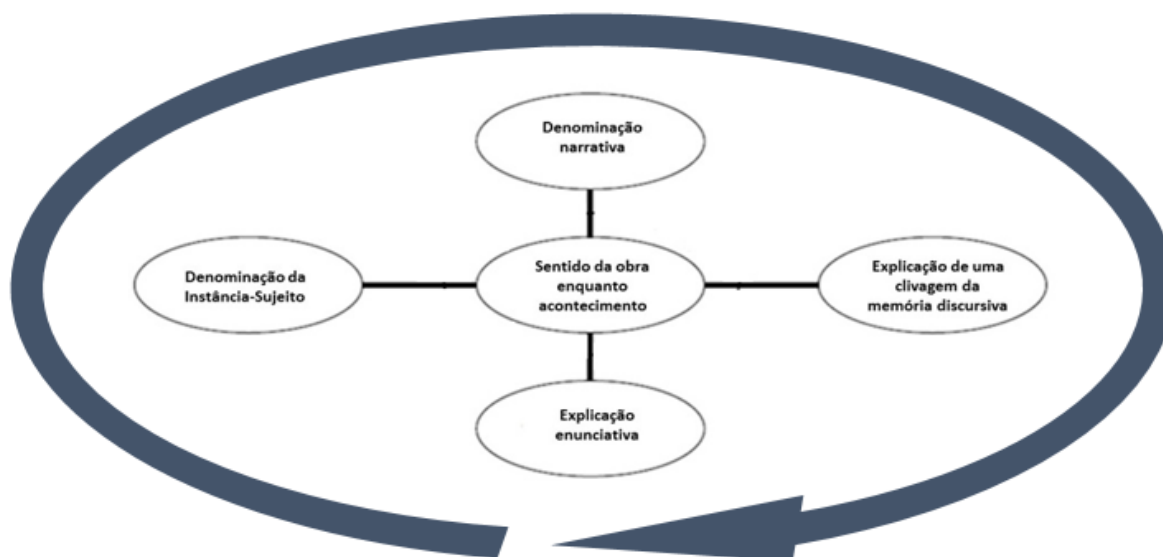 Denominação
narrativa
Denominação da
Instância-Sujeito
Sentido da obra
enquanto
acontecimento
Explicação de uma
clivagem da
memória discursiva
Explicação
enunciativa